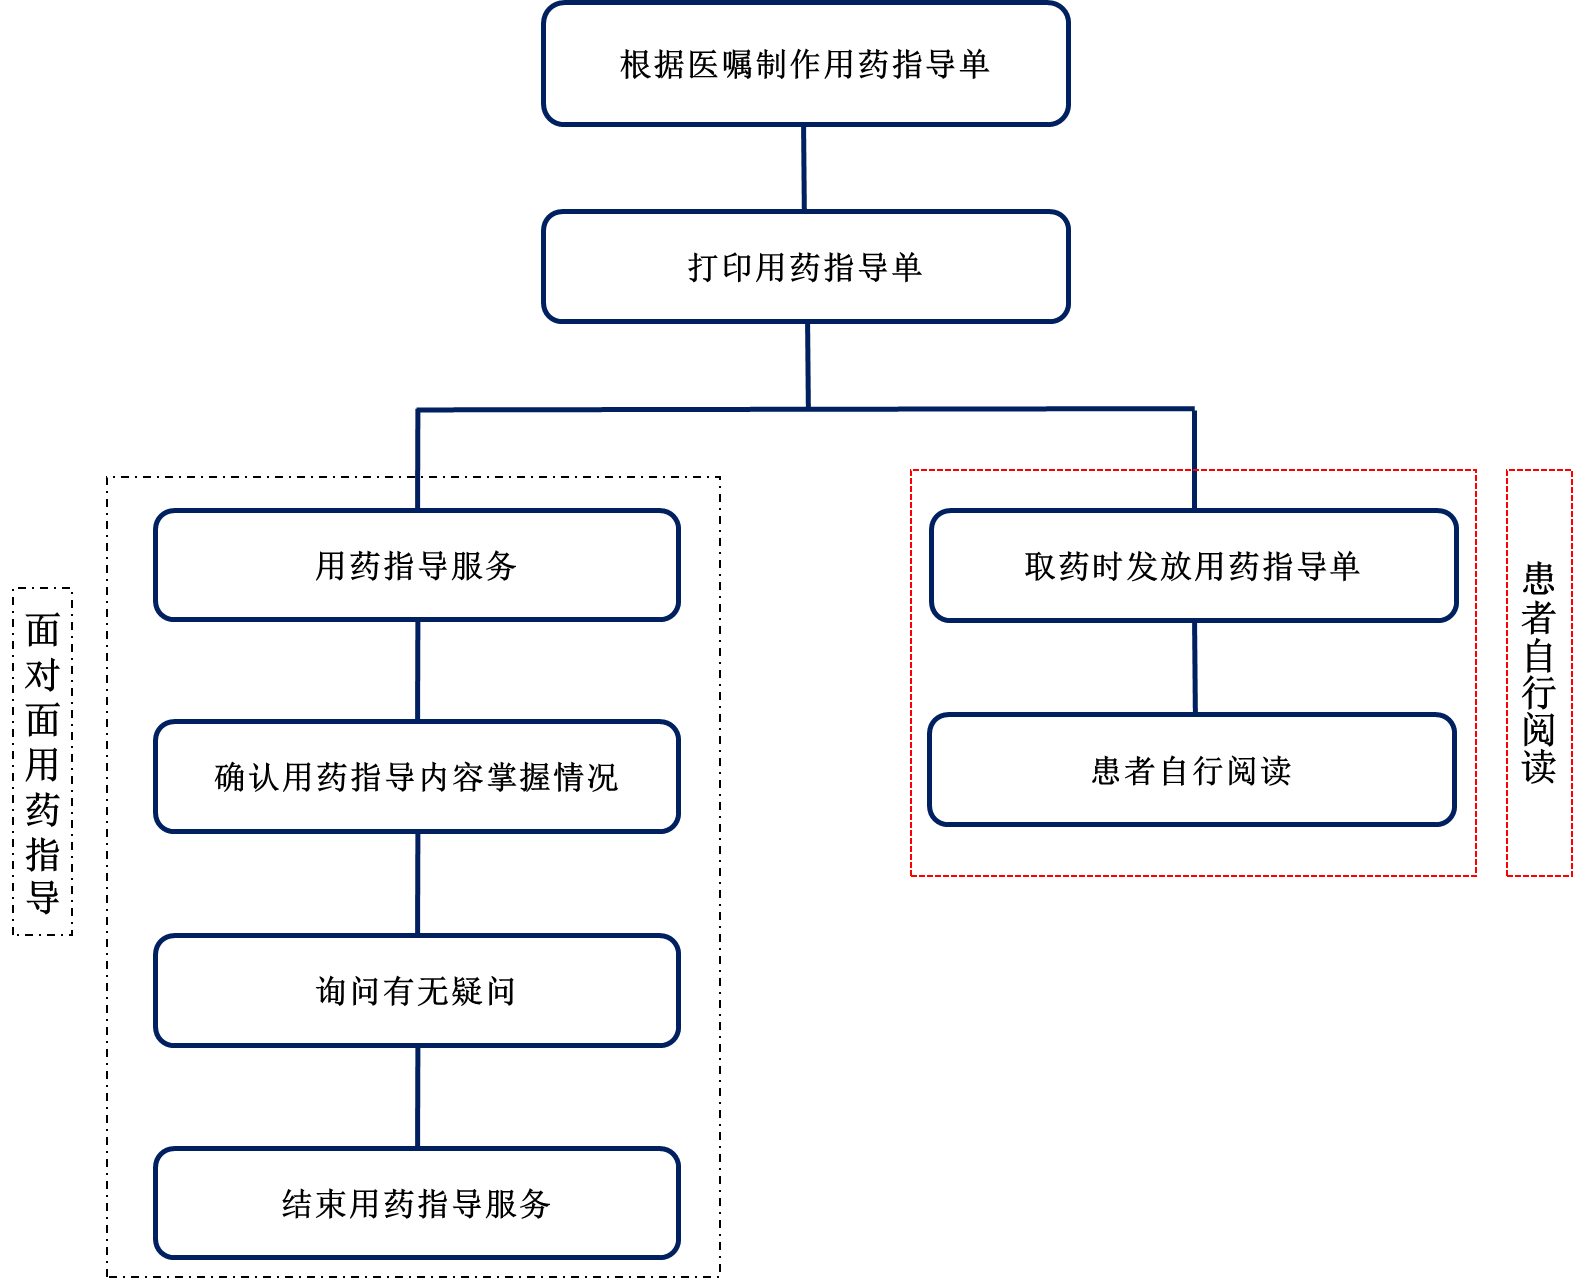 根据医嘱制作用药指导单
打印用药指导单
面对面用药指导
用药指导服务
确认用药指导内容掌握情况
询问有无疑问
结束用药指导服务
取药时发放用药指导单
患者自行阅读
患者自行阅读